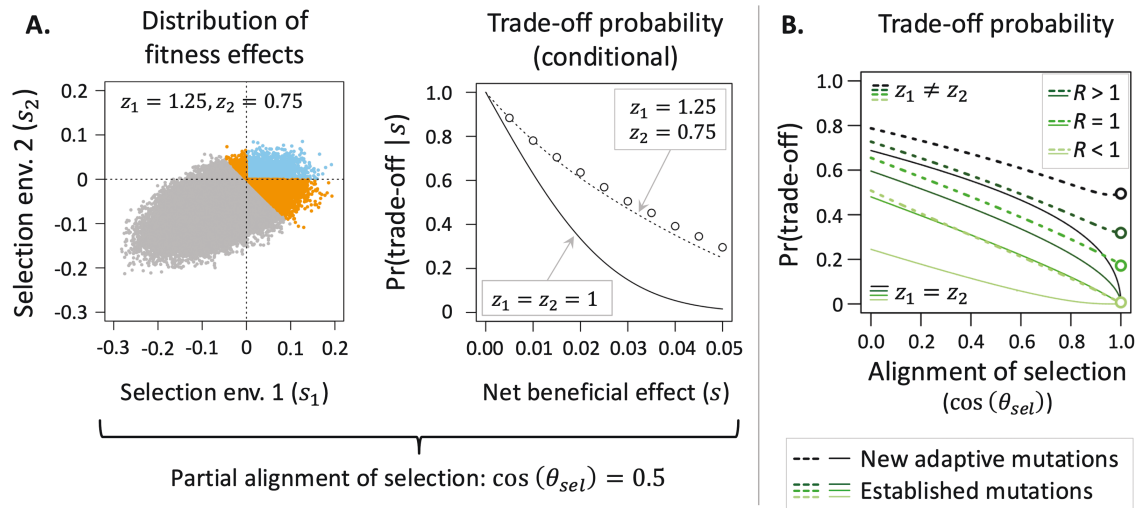 A.
Distribution of
fitness effects
z₁ = 1.25, z₂ = 0.75
Selection env. 2 (s₂)
0.2
0.1
0
-0.1
-0.2
-0.3
-0.3 -0.2 -0.1 0 0.1 0.2
Selection env. 1 (s₁)
Trade-off probability
(conditional)
Pr(trade-off |s)
1.0
0.8
0.6
0.4
0.2
0
z₁ = 1.25
z₂ = 0.75
z₁ = z₂ = 1
0.00 0.01 0.02 0.03 0.04 0.05
Net beneficial effect (s)
Partial alignment of selection: cos (θ_sel) = 0.5
B.
Trade-off probability
Pr(trade-off)
1.0
0.8
0.6
0.4
0.2
0
z₁ ≠ z₂
R > 1
R = 1
R < 1
z₁ = z₂
0.0 0.2 0.4 0.6 0.8 1.0
Alignment of selection
(cos (θ_sel))
New adaptive mutations
Established mutations